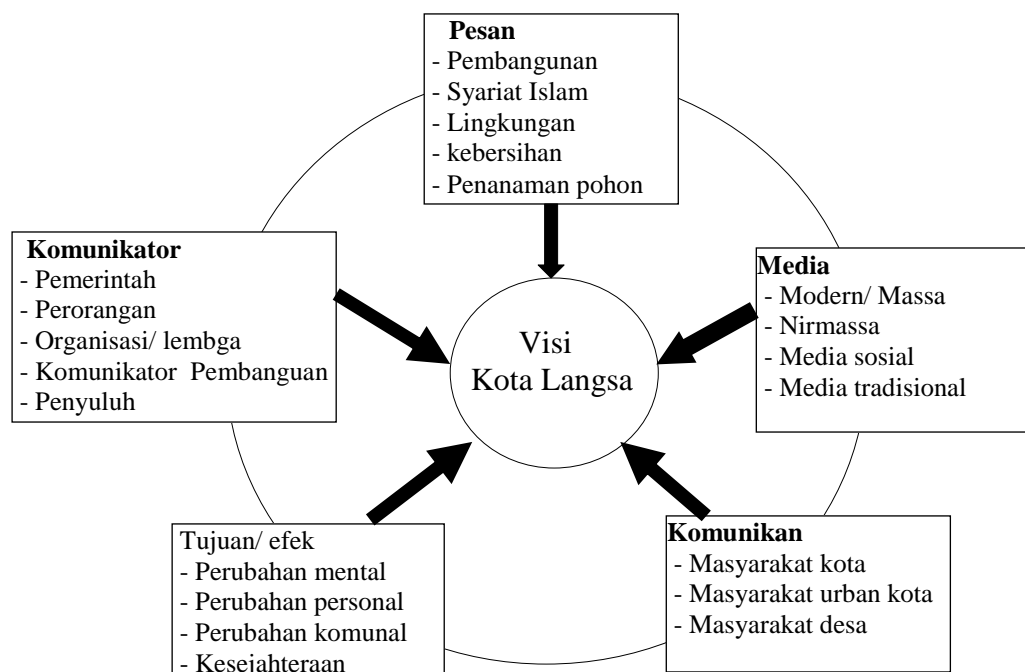 Pesan
- Pembangunan
- Syariat Islam
- Lingkungan
- kebersihan
- Penanaman pohon
Komunikator
- Pemerintah
- Perorangan
- Organisasi/ lembga
- Komunikator Pembanguan
- Penyuluh
Visi
Kota Langsa
Media
- Modern/ Massa
- Nirmassa
- Media sosial
- Media tradisional
Tujuan/ efek
- Perubahan mental
- Perubahan personal
- Perubahan komunal
- Kesejahteraan
Komunikan
- Masyarakat kota
- Masyarakat urban kota
- Masyarakat desa